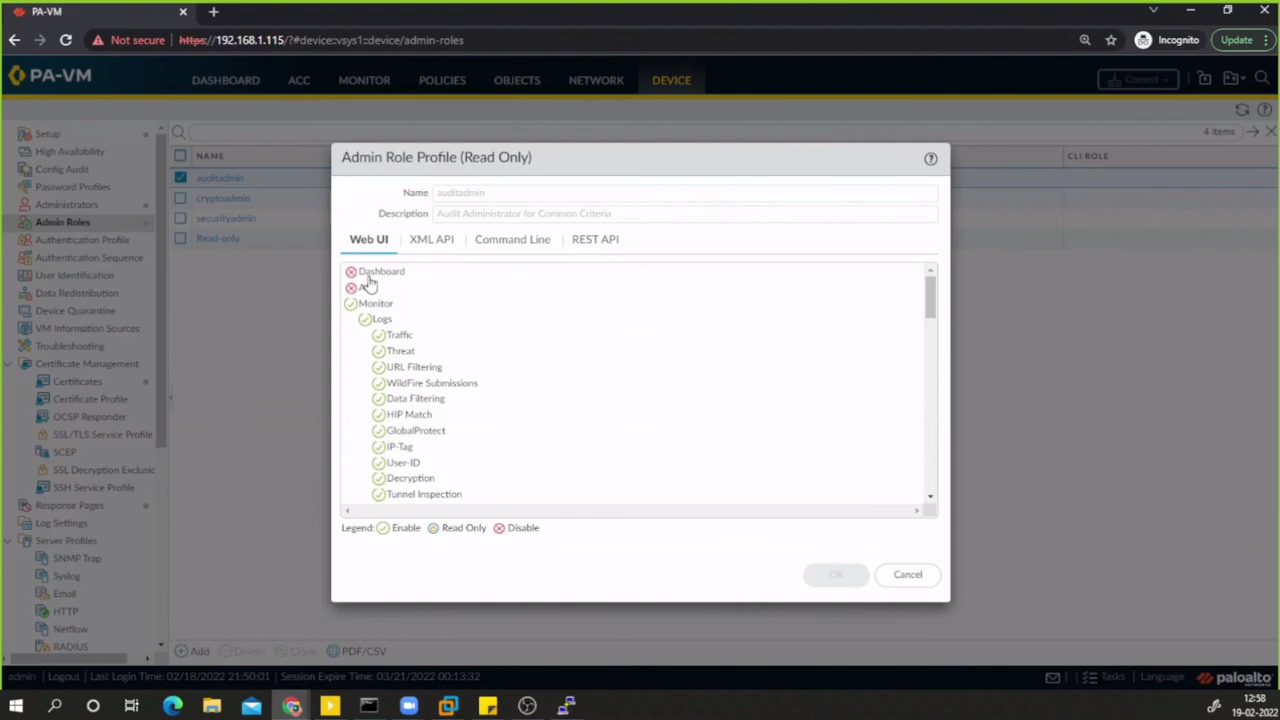 PA-VM
Not secure https://192.168.1.115/?#device::vsys1::device/admin-roles
Incognito
Update
PA-VM
DASHBOARD ACC MONITOR POLICIES OBJECTS NETWORK DEVICE
Commit
4 items
Setup
High Availability
Config Audit
Password Profiles
Administrators
Admin Roles
Authentication Profile
Authentication Sequence
User Identification
Data Redistribution
Device Quarantine
VM Information Sources
Troubleshooting
Certificate Management
Certificates
Certificate Profile
OCSP Responder
SSL/TLS Service Profile
SCEP
SSL Decryption Exclusio
SSH Service Profile
Response Pages
Log Settings
Server Profiles
SNMP Trap
Syslog
Email
HTTP
Netflow
RADIUS
NAME
CLI ROLE
auditadmin
cryptoadmin
securityadmin
Read-only
Admin Role Profile (Read Only)
Name auditadmin
Description Audit Administrator for Common Criteria
Web UI XML API Command Line REST API
Dashboard
Monitor
Logs
Traffic
Threat
URL Filtering
WildFire Submissions
Data Filtering
HIP Match
GlobalProtect
IP-Tag
User-ID
Decryption
Tunnel Inspection
Legend: Enable Read Only Disable
OK Cancel
Add Delete Clone PDF/CSV
admin Logout Last Login Time: 02/18/2022 21:50:01 Session Expire Time: 03/21/2022 00:13:32
Tasks Language paloalto
NETWORKS
12:58
19-02-2022